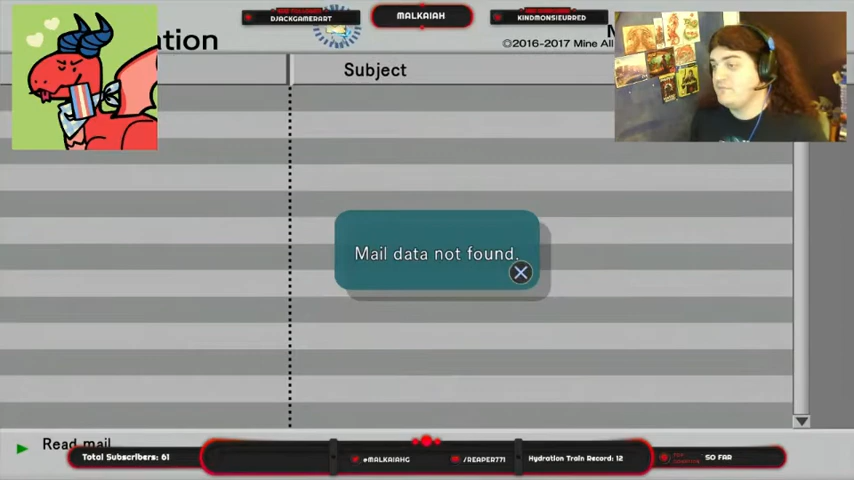 DJACKGAMERART
MALKAIAH
KINDMONSIEURRED
ation
©2016-2017 Mine All
Subject
Mail data not found.
Read mail
Total Subscribers: 61
@MALKAIAHG
/REAPER771
Hydration Train Record: 12
SO FAR